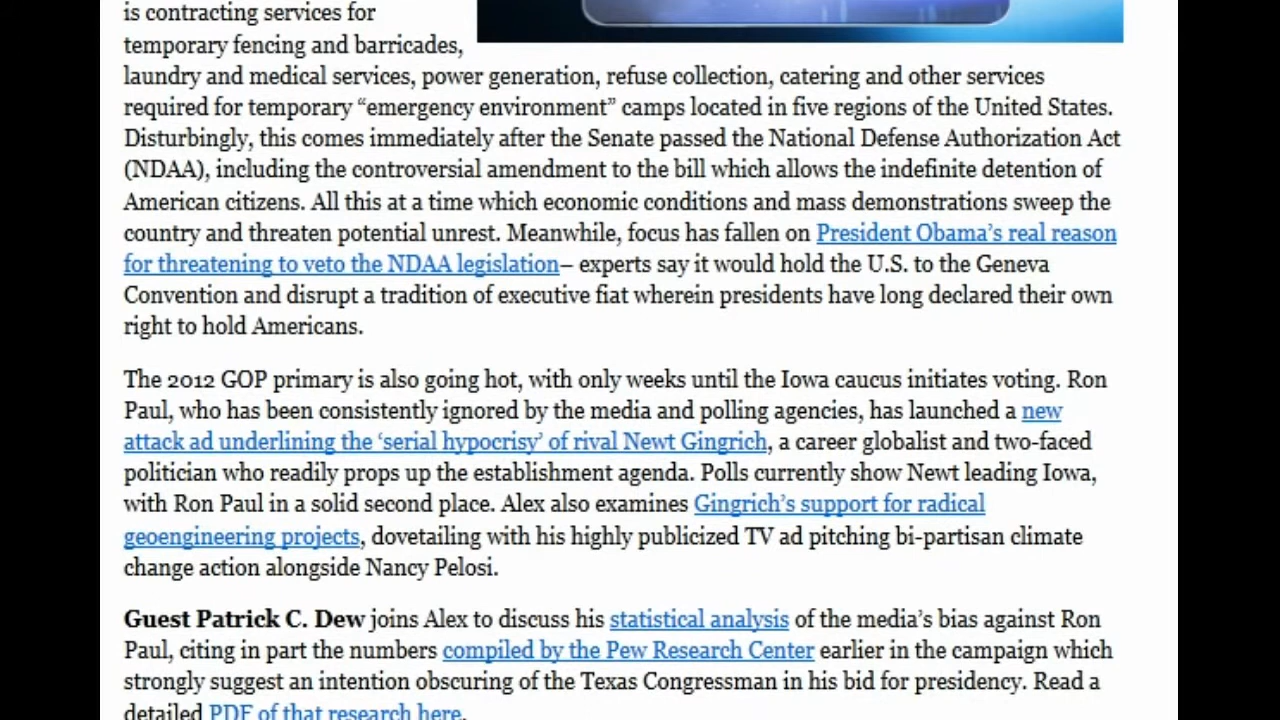 is contracting services for
temporary fencing and barricades,
laundry and medical services, power generation, refuse collection, catering and other services
required for temporary “emergency environment” camps located in five regions of the United States.
Disturbingly, this comes immediately after the Senate passed the National Defense Authorization Act
(NDAA), including the controversial amendment to the bill which allows the indefinite detention of
American citizens. All this at a time which economic conditions and mass demonstrations sweep the
country and threaten potential unrest. Meanwhile, focus has fallen on President Obama’s real reason
for threatening to veto the NDAA legislation– experts say it would hold the U.S. to the Geneva
Convention and disrupt a tradition of executive fiat wherein presidents have long declared their own
right to hold Americans.
The 2012 GOP primary is also going hot, with only weeks until the Iowa caucus initiates voting. Ron
Paul, who has been consistently ignored by the media and polling agencies, has launched a new
attack ad underlining the ‘serial hypocrisy’ of rival Newt Gingrich, a career globalist and two-faced
politician who readily props up the establishment agenda. Polls currently show Newt leading Iowa,
with Ron Paul in a solid second place. Alex also examines Gingrich’s support for radical
geoengineering projects, dovetailing with his highly publicized TV ad pitching bi-partisan climate
change action alongside Nancy Pelosi.
Guest Patrick C. Dew joins Alex to discuss his statistical analysis of the media’s bias against Ron
Paul, citing in part the numbers compiled by the Pew Research Center earlier in the campaign which
strongly suggest an intention obscuring of the Texas Congressman in his bid for presidency. Read a
detailed PDF of that research here.